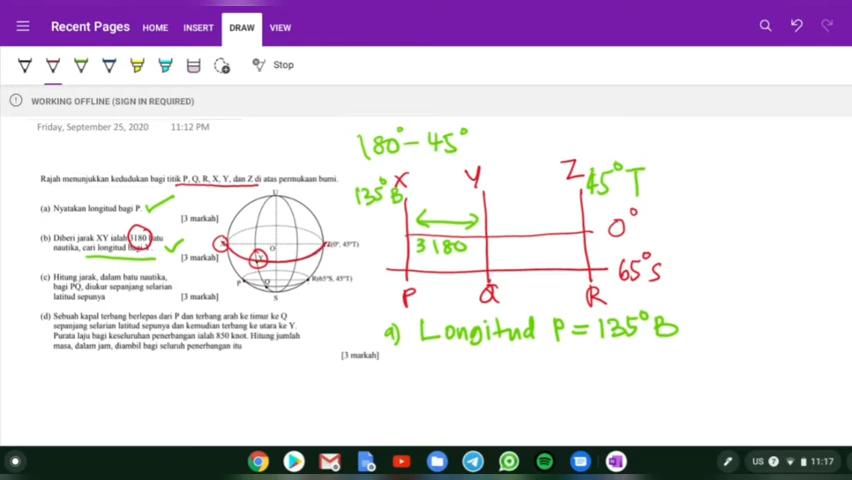 Recent Pages HOME INSERT DRAW VIEW
Stop
WORKING OFFLINE (SIGN IN REQUIRED)
Friday, September 25, 2020 11:12 PM
180° - 45°
Rajah menunjukkan kedudukan bagi titik P, Q, R, X, Y, dan Z di atas permukaan bumi.
X Y Z 45°T
135°B
(a) Nyatakan longitud bagi P.
[3 markah]
(b) Diberi jarak XY ialah 3180 batu
nautika, cari longitud bagi Y.
[3 markah]
(c) Hitung jarak, dalam batu nautika,
bagi PQ, diukur sepanjang selarian
latitud sepunya
[3 markah]
(d) Sebuah kapal terbang berlepas dari P dan terbang arah ke timur ke Q
sepanjang selarian latitud sepunya dan kemudian terbang ke utara ke Y.
Purata laju bagi keseluruhan penerbangan ialah 850 knot. Hitung jumlah
masa, dalam jam, diambil bagi seluruh penerbangan itu
[3 markah]
U
X
O
Y
Z(0°, 45°T)
P
Q
R(65°S, 45°T)
S
0°
3180
65°S
P Q R
a) Longitud P = 135°B
US 11:17